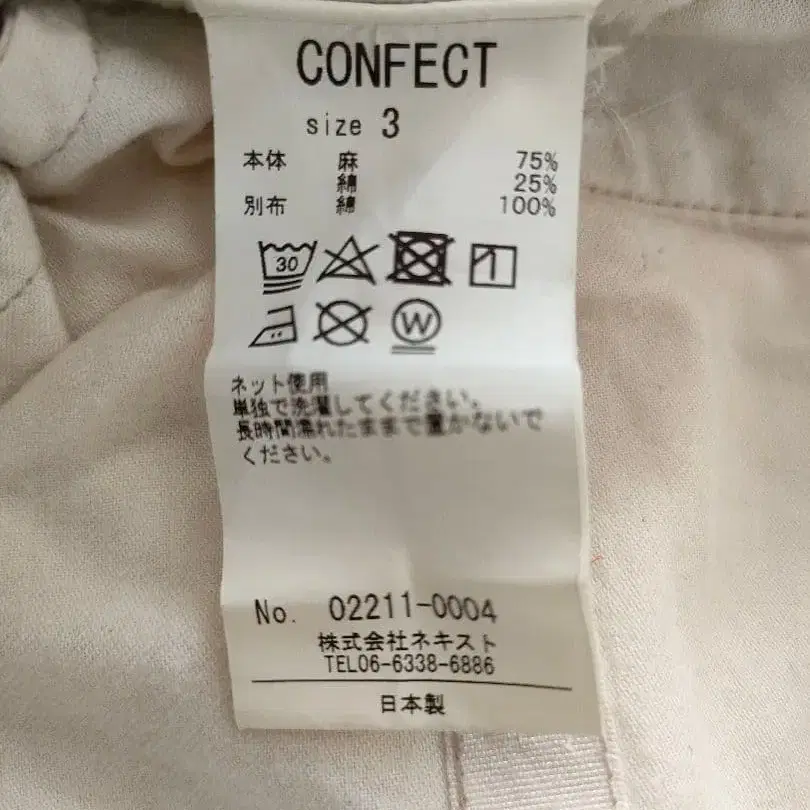 CONFECT
size 3
本体 麻 75%
綿 25%
別布 綿 100%
30
W
ネット使用
単独で洗濯してください。
長時間濡れたままで置かないで
ください。
No. 02211-0004
株式会社ネキスト
TEL06-6338-6886
日本製